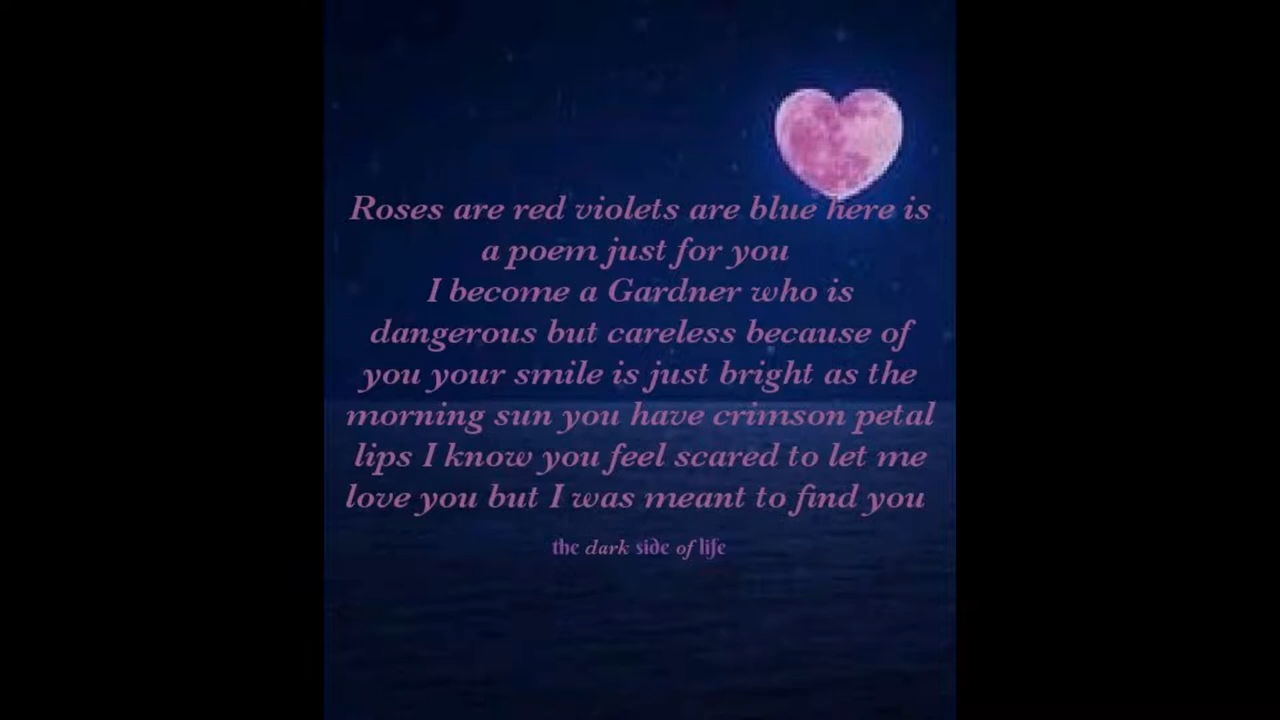 Roses are red violets are blue here is
a poem just for you
I become a Gardner who is
dangerous but careless because of
you your smile is just bright as the
morning sun you have crimson petal
lips I know you feel scared to let me
love you but I was meant to find you
the dark side of life